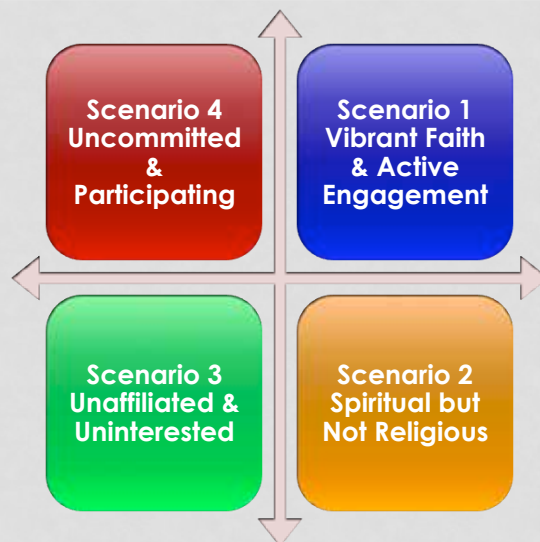 Scenario 4
Uncommitted
&
Participating
Scenario 1
Vibrant Faith
& Active
Engagement
Scenario 3
Unaffiliated &
Uninterested
Scenario 2
Spiritual but
Not Religious